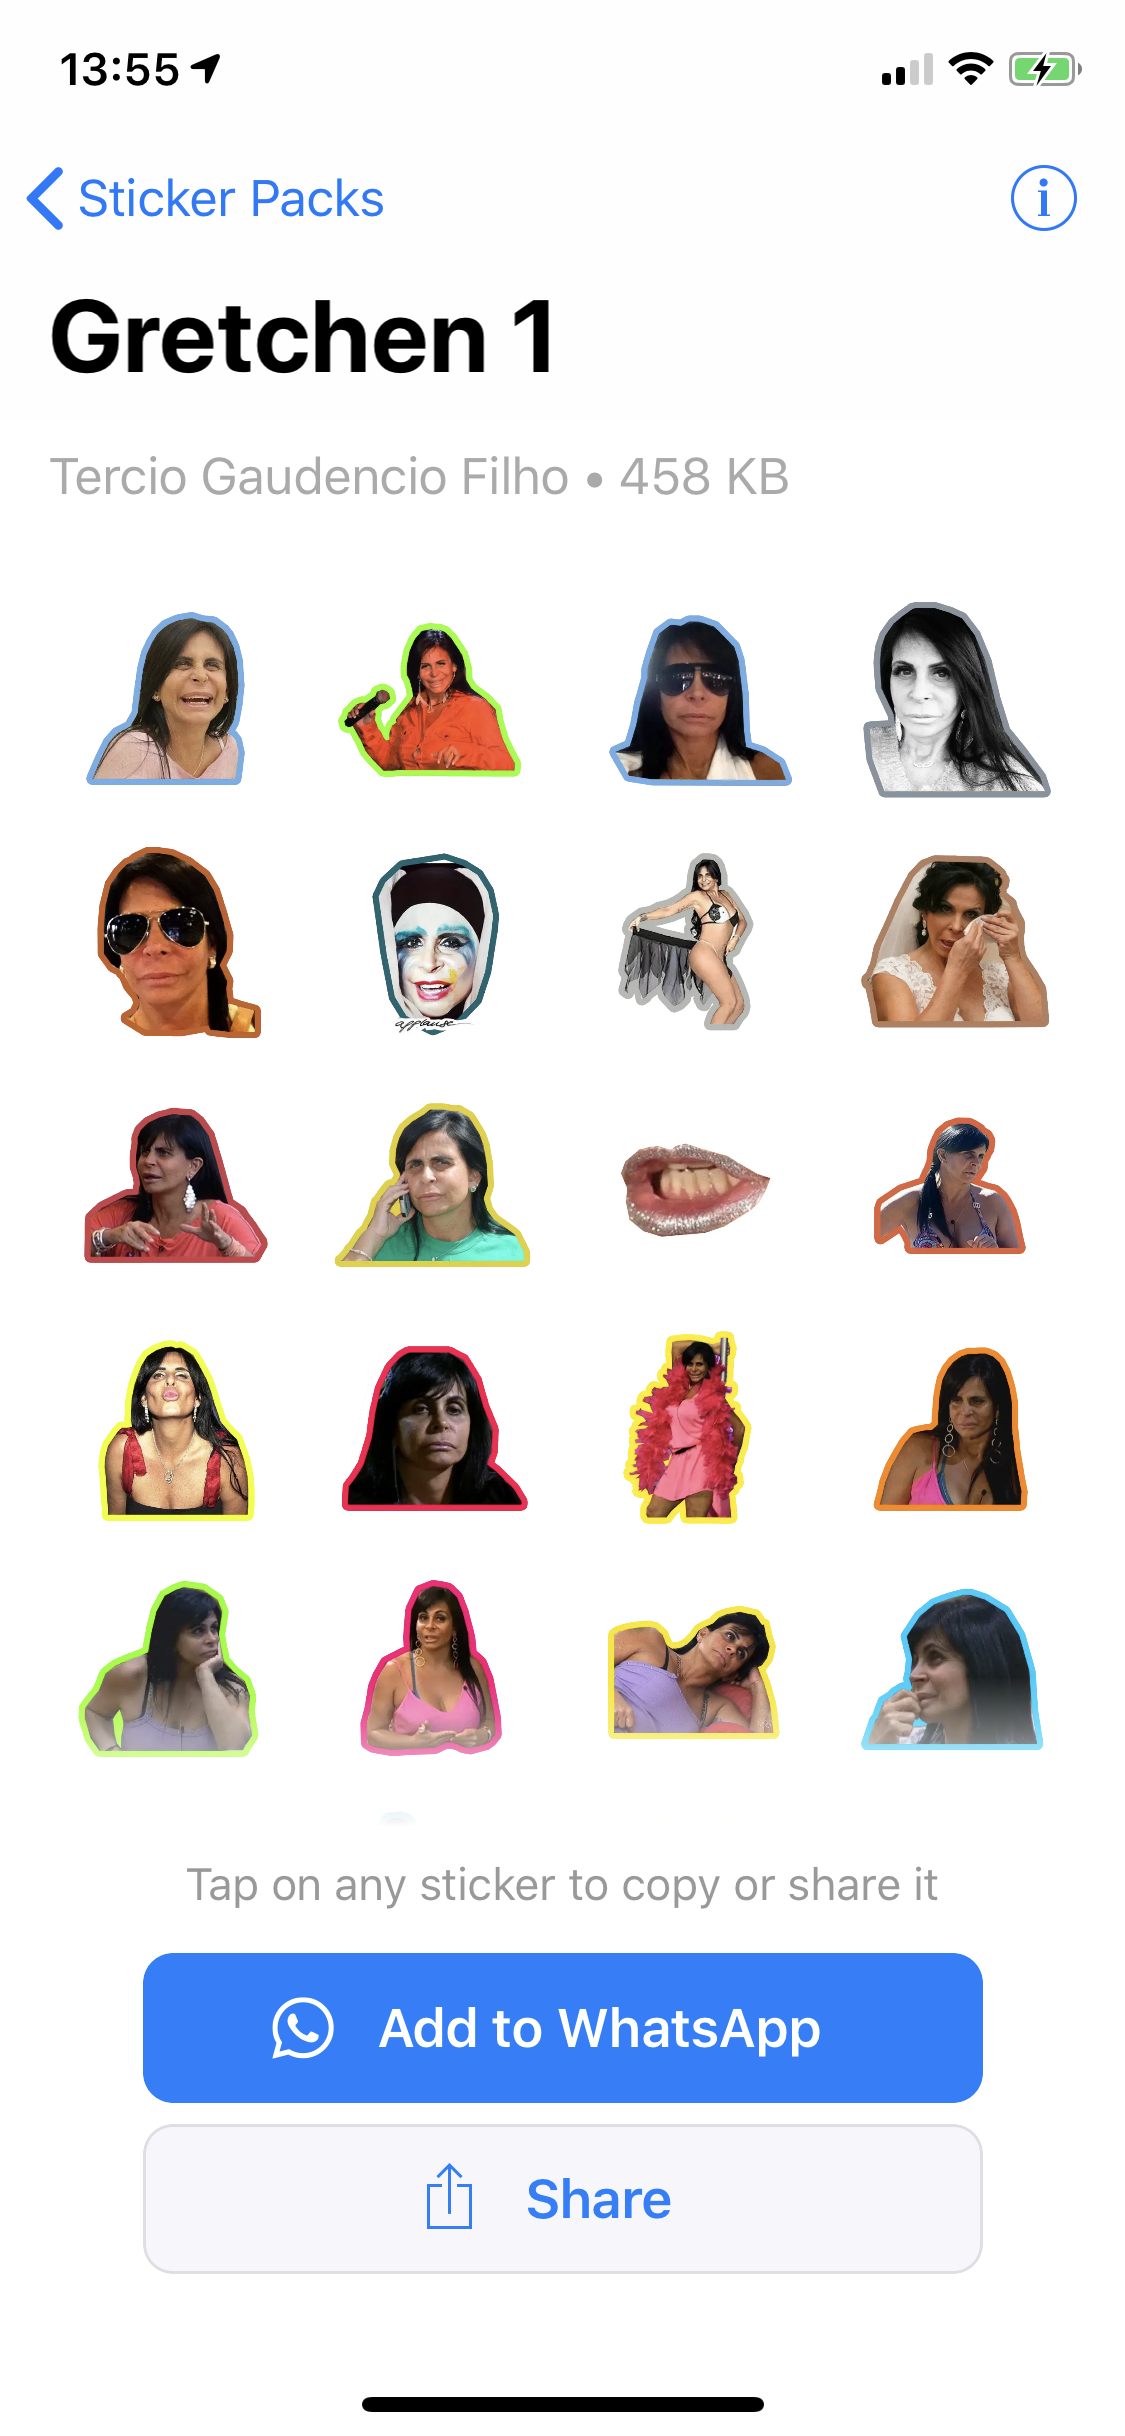 13:55
Sticker Packs
i
Gretchen 1
Tercio Gaudencio Filho • 458 KB
applause
Tap on any sticker to copy or share it
Add to WhatsApp
Share